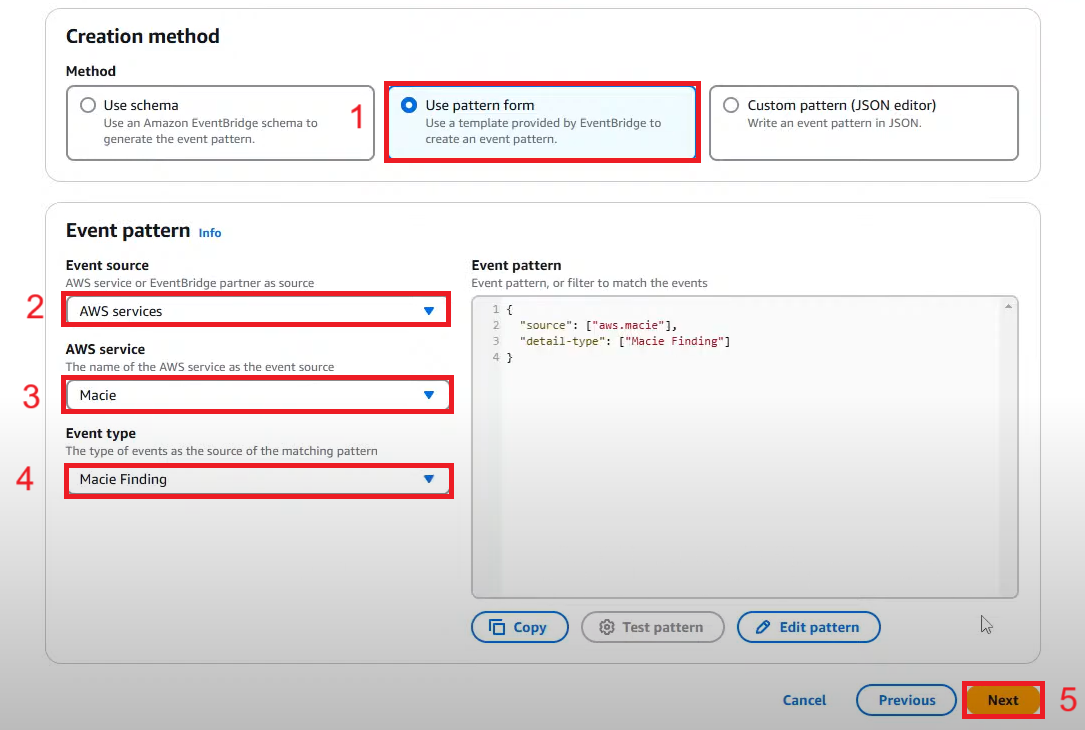 Creation method
Method
Use schema
Use an Amazon EventBridge schema to
generate the event pattern.
1
Use pattern form
Use a template provided by EventBridge to
create an event pattern.
Custom pattern (JSON editor)
Write an event pattern in JSON.
Event pattern Info
Event source
AWS service or EventBridge partner as source
2
AWS services
AWS service
The name of the AWS service as the event source
3
Macie
Event type
The type of events as the source of the matching pattern
4
Macie Finding
Event pattern
Event pattern, or filter to match the events
1 {
2 "source": ["aws.macie"],
3 "detail-type": ["Macie Finding"]
4 }
Copy
Test pattern
Edit pattern
Cancel
Previous
Next
5